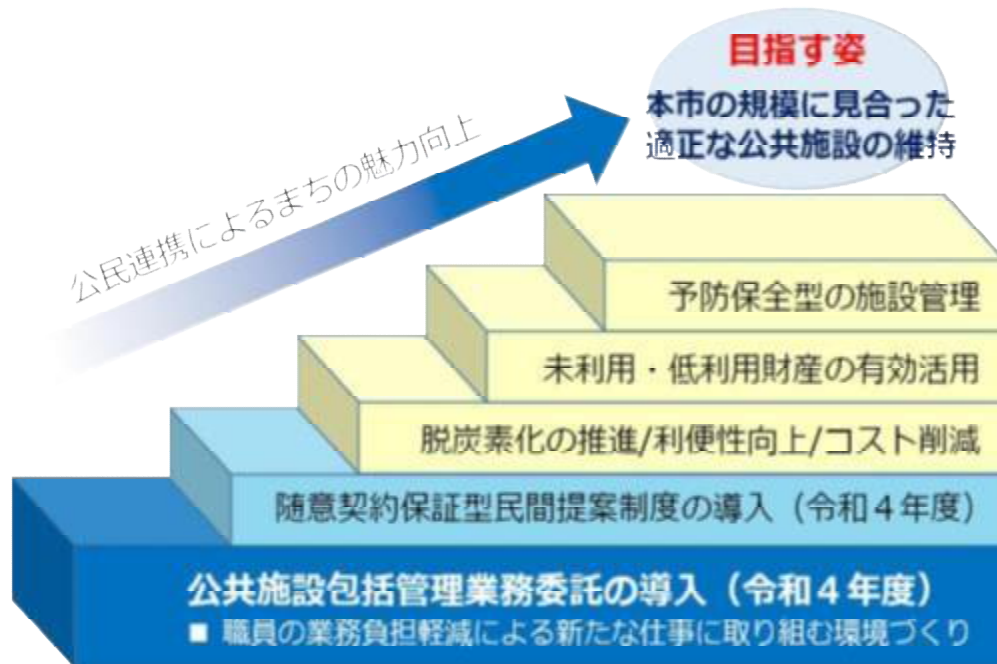 目指す姿
本市の規模に見合った
適正な公共施設の維持
公民連携によるまちの魅力向上
予防保全型の施設管理
未利用・低利用財産の有効活用
脱炭素化の推進/利便性向上/コスト削減
随意契約保証型民間提案制度の導入（令和４年度）
公共施設包括管理業務委託の導入（令和４年度）
■ 職員の業務負担軽減による新たな仕事に取り組む環境づくり